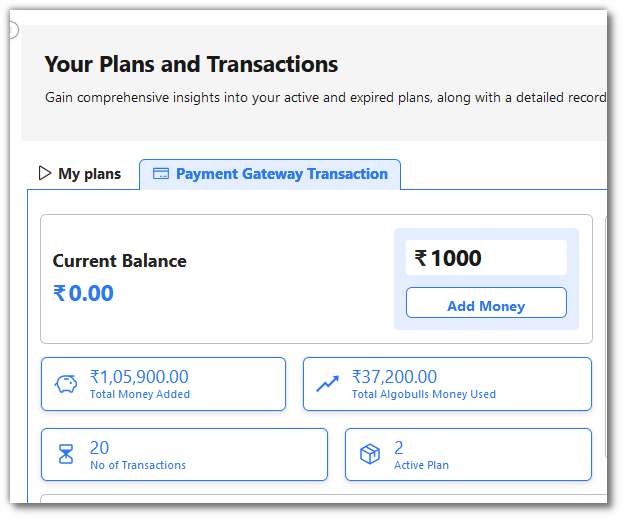 Your Plans and Transactions
Gain comprehensive insights into your active and expired plans, along with a detailed record
My plans
Payment Gateway Transaction
Current Balance
₹0.00
₹1000
Add Money
₹1,05,900.00
Total Money Added
₹37,200.00
Total Algobulls Money Used
20
No of Transactions
2
Active Plan